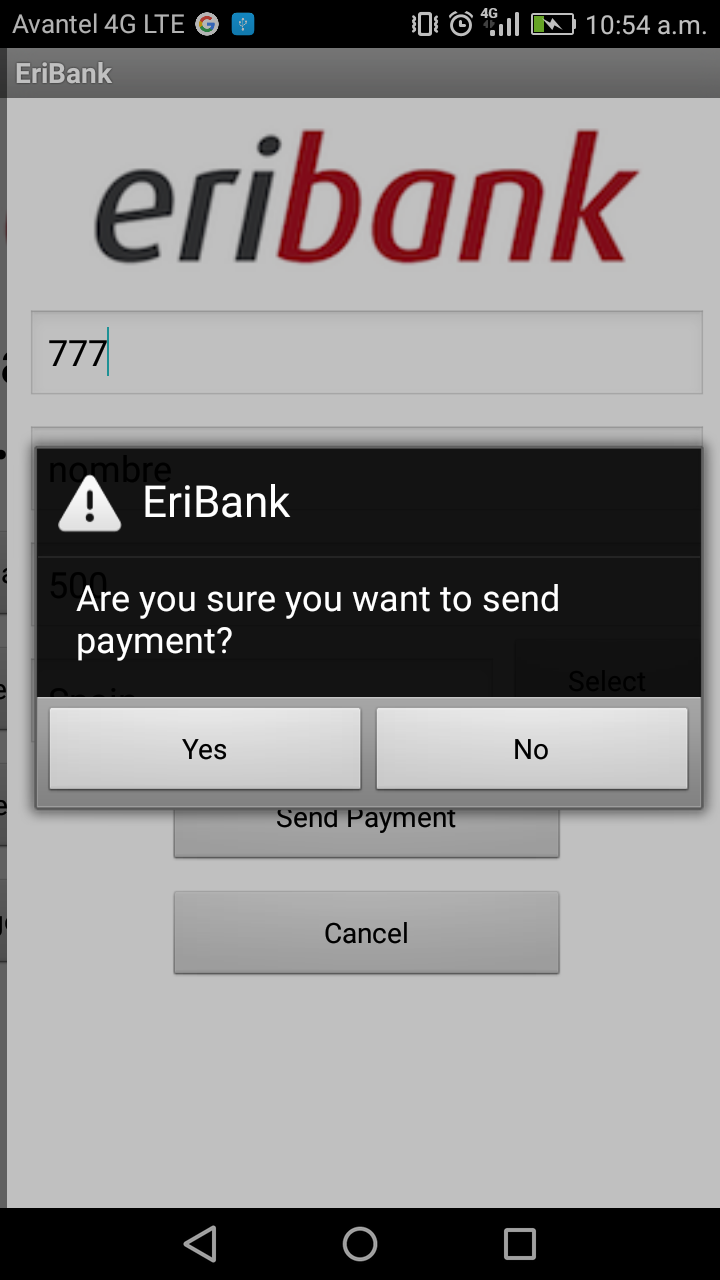 Avantel 4G LTE 4G 10:54 a.m.
EriBank
eribank
777
nombre
EriBank
500
Are you sure you want to send
payment?
Select
Spain
Yes No
Send Payment
Cancel